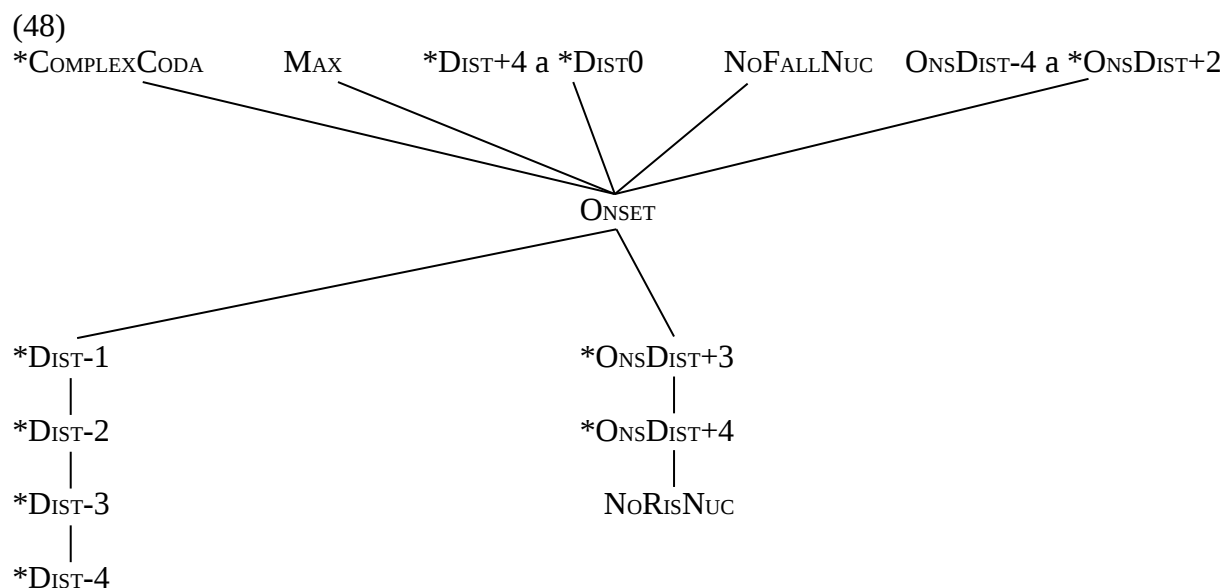 (48)
*COMPLEXCODA MAX *DIST+4 a *DIST0 NOFALLNUC ONSDIST-4 a *ONSDIST+2
ONSET
*DIST-1 *ONSDIST+3
*DIST-2 *ONSDIST+4
*DIST-3 NORISNUC
*DIST-4